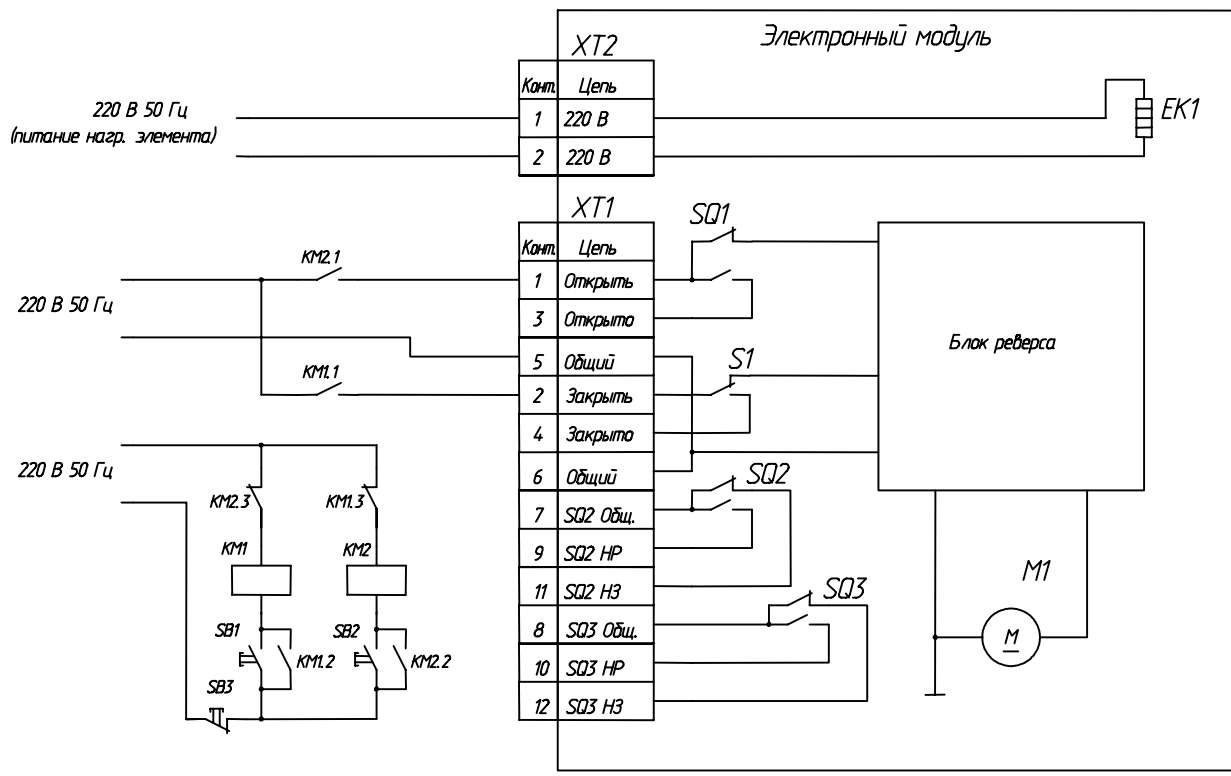 Электронный модуль
XT2
Конт. Цепь
220 В 50 Гц
(питание нагр. элемента)
1 220 В
2 220 В
EK1
XT1
Конт. Цепь
220 В 50 Гц
KM2.1
KM1.1
1 Открыть
3 Открыто
5 Общий
2 Закрыть
4 Закрыто
6 Общий
7 SQ2 Общ.
9 SQ2 НР
11 SQ2 НЗ
8 SQ3 Общ.
10 SQ3 НР
12 SQ3 НЗ
SQ1
S1
SQ2
SQ3
Блок реверса
M1
M
220 В 50 Гц
KM2.3
KM1.3
KM1
KM2
SB1
KM1.2
SB2
KM2.2
SB3